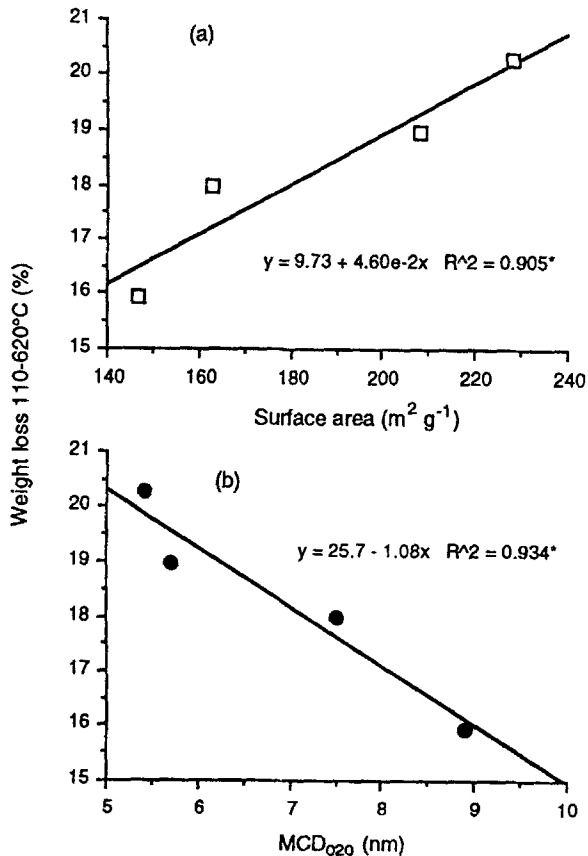 Weight loss 110-620°C (%)
(a)
21
20
19
18
17
16
15
y = 9.73 + 4.60e-2x R^2 = 0.905*
140 160 180 200 220 240
Surface area (m² g⁻¹)
(b)
21
20
19
18
17
16
15
y = 25.7 - 1.08x R^2 = 0.934*
5 6 7 8 9 10
MCD₀₂₀ (nm)